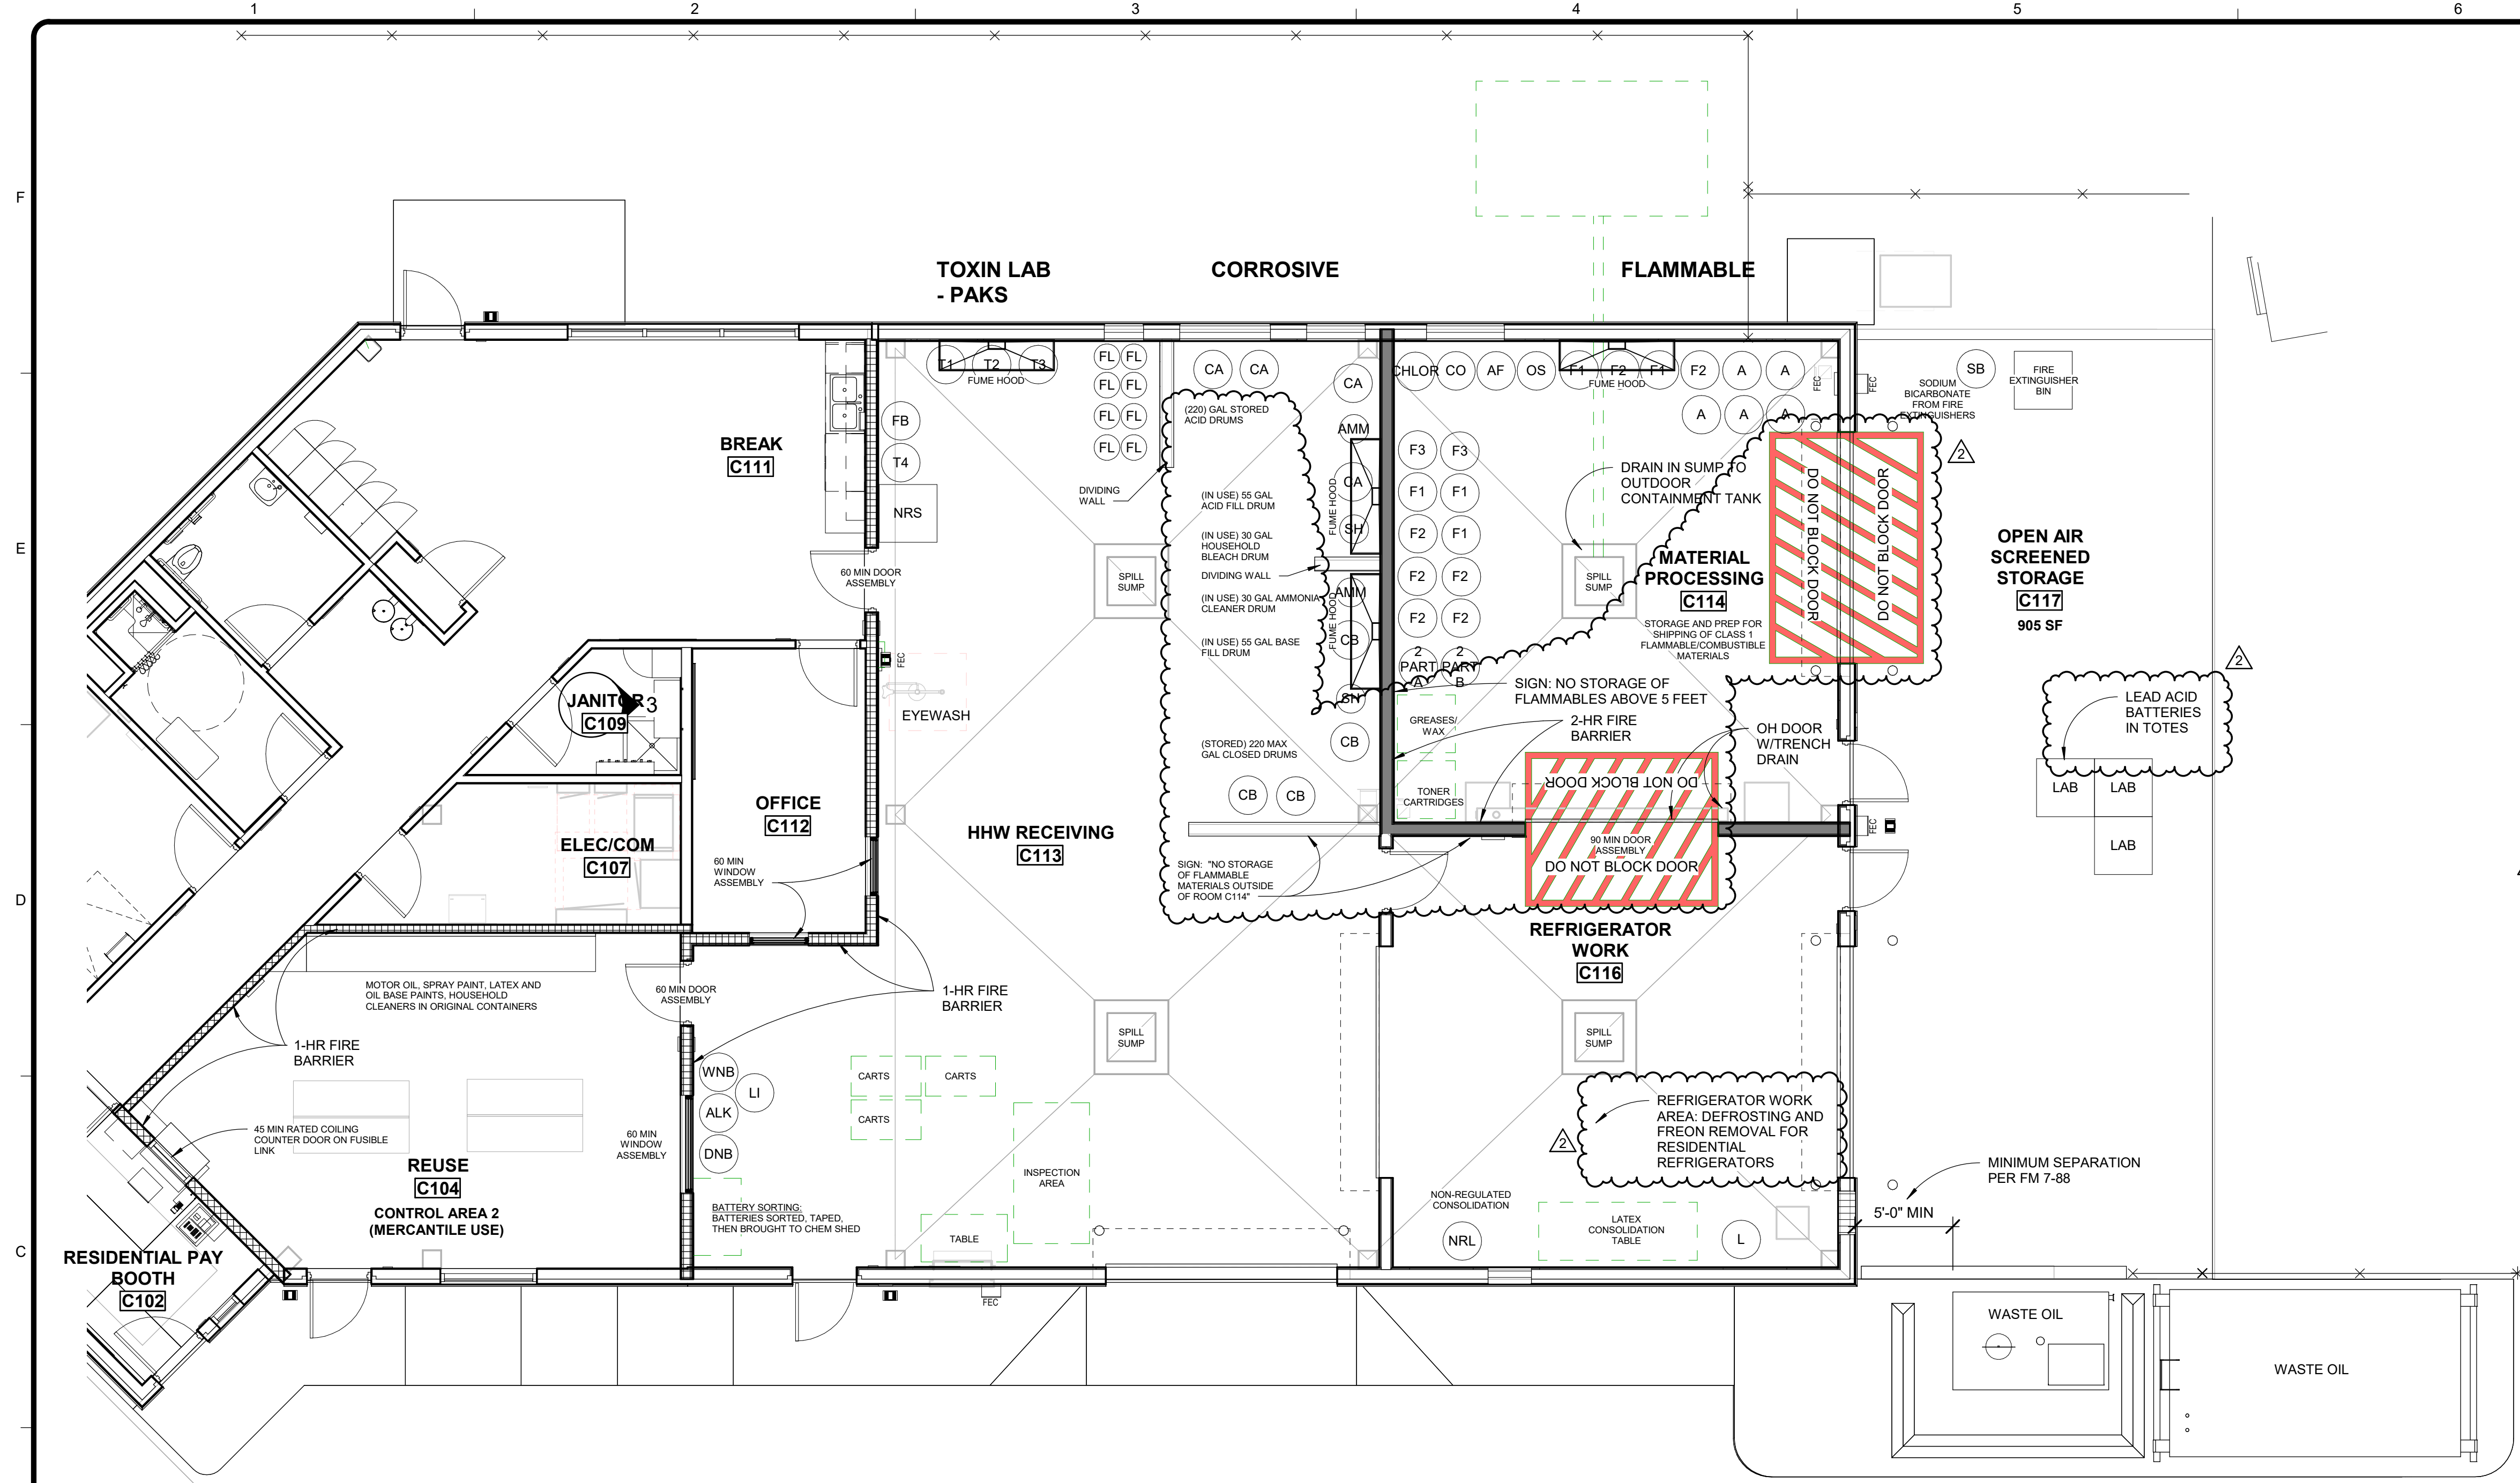 1
2
3
4
5
6
F
E
D
C
TOXIN LAB
- PAKS
CORROSIVE
FLAMMABLE
T1
T2
T3
FUME HOOD
FL
FL
FL
FL
FL
FL
FL
FL
CA
CA
CA
CHLOR
CO
AF
OS
F1
F2
F1
FUME HOOD
F2
A
A
A
A
A
FEC
FEC
SODIUM
BICARBONATE
FROM FIRE
EXTINGUISHERS
SB
FIRE
EXTINGUISHER
BIN
BREAK
C111
FB
T4
NRS
DIVIDING
WALL
(220) GAL STORED
ACID DRUMS
(IN USE) 55 GAL
ACID FILL DRUM
(IN USE) 30 GAL
HOUSEHOLD
BLEACH DRUM
DIVIDING WALL
(IN USE) 30 GAL AMMONIA
CLEANER DRUM
(IN USE) 55 GAL BASE
FILL DRUM
(STORED) 220 MAX
GAL CLOSED DRUMS
AMM
CA
SH
FUME HOOD
AMM
CB
FUME HOOD
SH
CB
CB
CB
F3
F3
F1
F1
F2
F1
F2
F2
F2
F2
2
PART
A
2
PART
B
DRAIN IN SUMP TO
OUTDOOR
CONTAINMENT TANK
SPILL
SUMP
SPILL
SUMP
MATERIAL
PROCESSING
C114
STORAGE AND PREP FOR
SHIPPING OF CLASS 1
FLAMMABLE/COMBUSTIBLE
MATERIALS
DO NOT BLOCK DOOR
DO NOT BLOCK DOOR
2
OPEN AIR
SCREENED
STORAGE
C117
905 SF
2
LEAD ACID
BATTERIES
IN TOTES
LAB
LAB
LAB
60 MIN DOOR
ASSEMBLY
FEC
EYEWASH
JANITOR
C109
3
OFFICE
C112
ELEC/COM
C107
60 MIN
WINDOW
ASSEMBLY
HHW RECEIVING
C113
SIGN: NO STORAGE OF
FLAMMABLES ABOVE 5 FEET
2-HR FIRE
BARRIER
GREASES/
WAX
TONER
CARTRIDGES
OH DOOR
W/TRENCH
DRAIN
DO NOT BLOCK DOOR
90 MIN DOOR
ASSEMBLY
DO NOT BLOCK DOOR
FEC
SIGN: "NO STORAGE
OF FLAMMABLE
MATERIALS OUTSIDE
OF ROOM C114"
REFRIGERATOR
WORK
C116
MOTOR OIL, SPRAY PAINT, LATEX AND
OIL BASE PAINTS, HOUSEHOLD
CLEANERS IN ORIGINAL CONTAINERS
60 MIN DOOR
ASSEMBLY
1-HR FIRE
BARRIER
1-HR FIRE
BARRIER
SPILL
SUMP
SPILL
SUMP
WNB
LI
ALK
DNB
CARTS
CARTS
CARTS
INSPECTION
AREA
TABLE
45 MIN RATED COILING
COUNTER DOOR ON FUSIBLE
LINK
60 MIN
WINDOW
ASSEMBLY
REUSE
C104
CONTROL AREA 2
(MERCANTILE USE)
BATTERY SORTING:
BATTERIES SORTED, TAPED,
THEN BROUGHT TO CHEM SHED
RESIDENTIAL PAY
BOOTH
C102
FEC
2
REFRIGERATOR WORK
AREA: DEFROSTING AND
FREON REMOVAL FOR
RESIDENTIAL
REFRIGERATORS
NON-REGULATED
CONSOLIDATION
NRL
LATEX
CONSOLIDATION
TABLE
L
MINIMUM SEPARATION
PER FM 7-88
5'-0" MIN
WASTE OIL
WASTE OIL